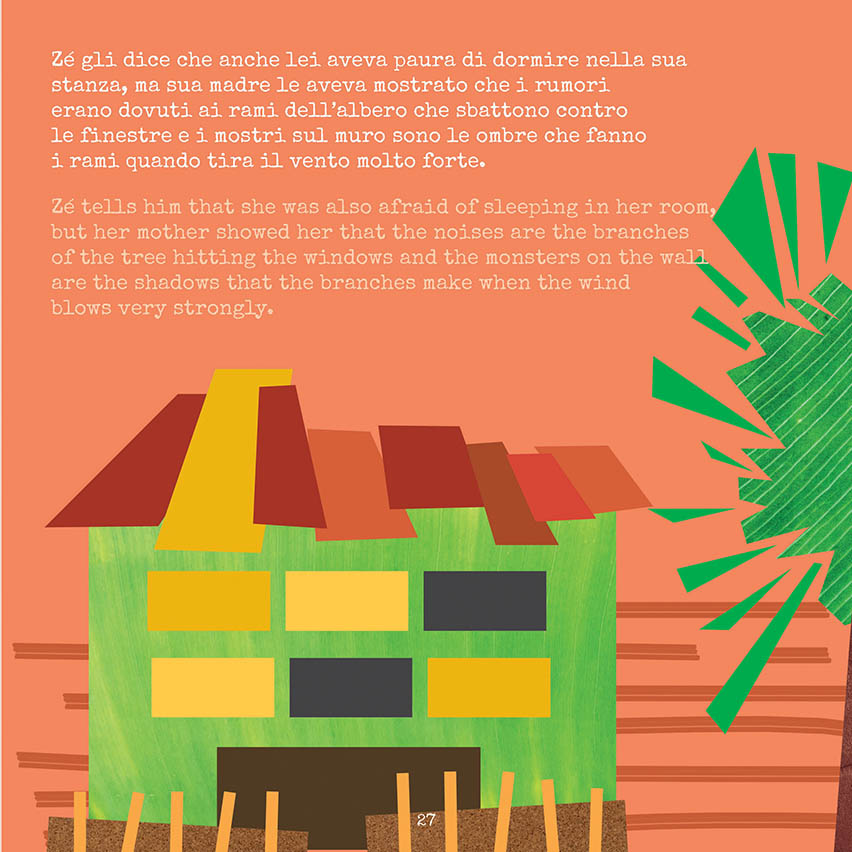 Zé gli dice che anche lei aveva paura di dormire nella sua
stanza, ma sua madre le aveva mostrato che i rumori
erano dovuti ai rami dell'albero che sbattono contro
le finestre e i mostri sul muro sono le ombre che fanno
i rami quando tira il vento molto forte.
Zé tells him that she was also afraid of sleeping in her room,
but her mother showed her that the noises are the branches
of the tree hitting the windows and the monsters on the wall
are the shadows that the branches make when the wind
blows very strongly.
27